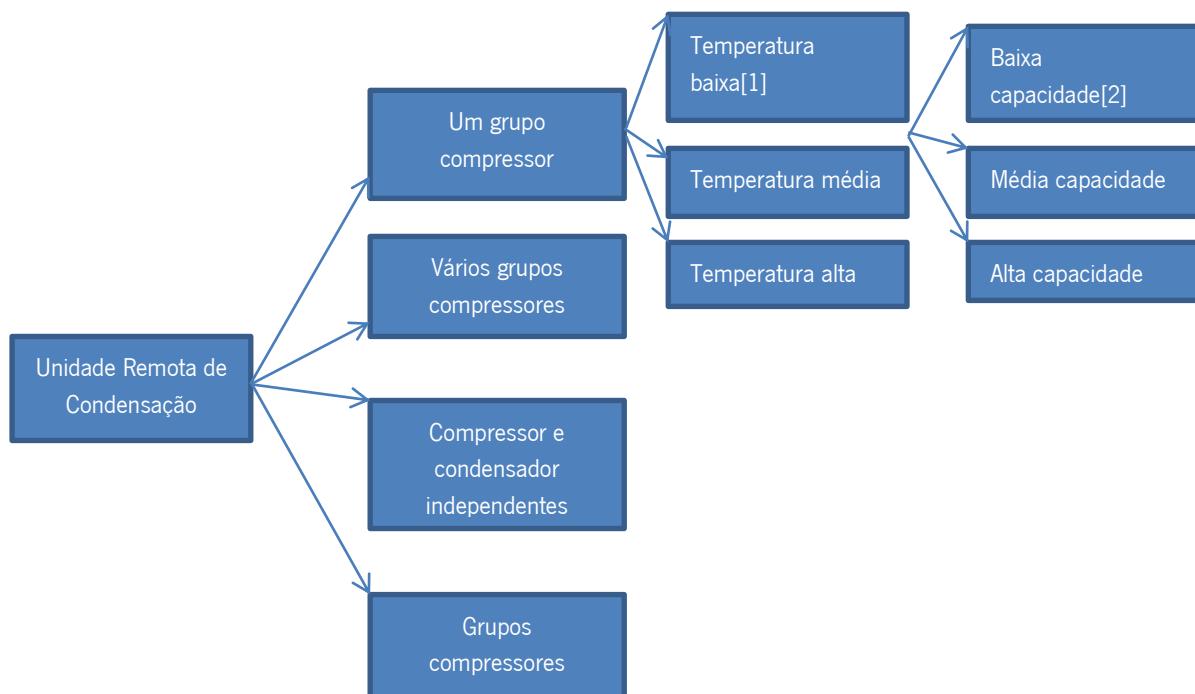 Unidade Remota de
Condensação
Um grupo
compressor
Vários grupos
compressores
Compressor e
condensador
independentes
Grupos
compressores
Temperatura
baixa[1]
Temperatura média
Temperatura alta
Baixa
capacidade[2]
Média capacidade
Alta capacidade